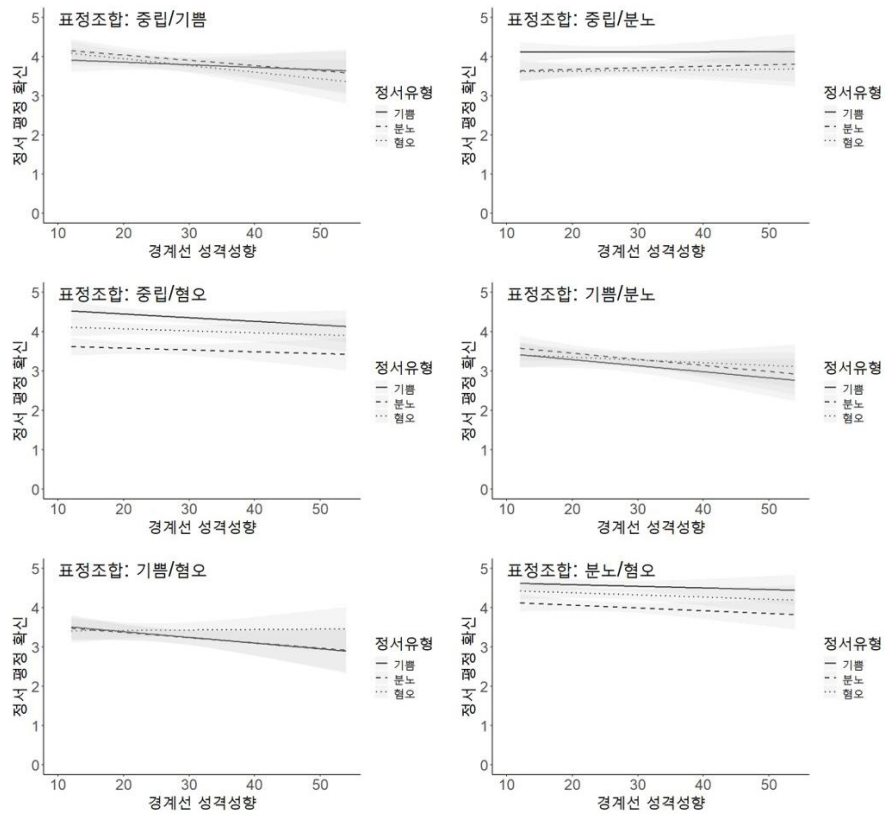 표정조합: 중립/기쁨
5
4
3
2
1
0
정서 평정 확신
10 20 30 40 50
경계선 성격성향
정서유형
기쁨
분노
혐오
표정조합: 중립/분노
5
4
3
2
1
0
정서 평정 확신
10 20 30 40 50
경계선 성격성향
정서유형
기쁨
분노
혐오
표정조합: 중립/혐오
5
4
3
2
1
0
정서 평정 확신
10 20 30 40 50
경계선 성격성향
정서유형
기쁨
분노
혐오
표정조합: 기쁨/분노
5
4
3
2
1
0
정서 평정 확신
10 20 30 40 50
경계선 성격성향
정서유형
기쁨
분노
혐오
표정조합: 기쁨/혐오
5
4
3
2
1
0
정서 평정 확신
10 20 30 40 50
경계선 성격성향
정서유형
기쁨
분노
혐오
표정조합: 분노/혐오
5
4
3
2
1
0
정서 평정 확신
10 20 30 40 50
경계선 성격성향
정서유형
기쁨
분노
혐오